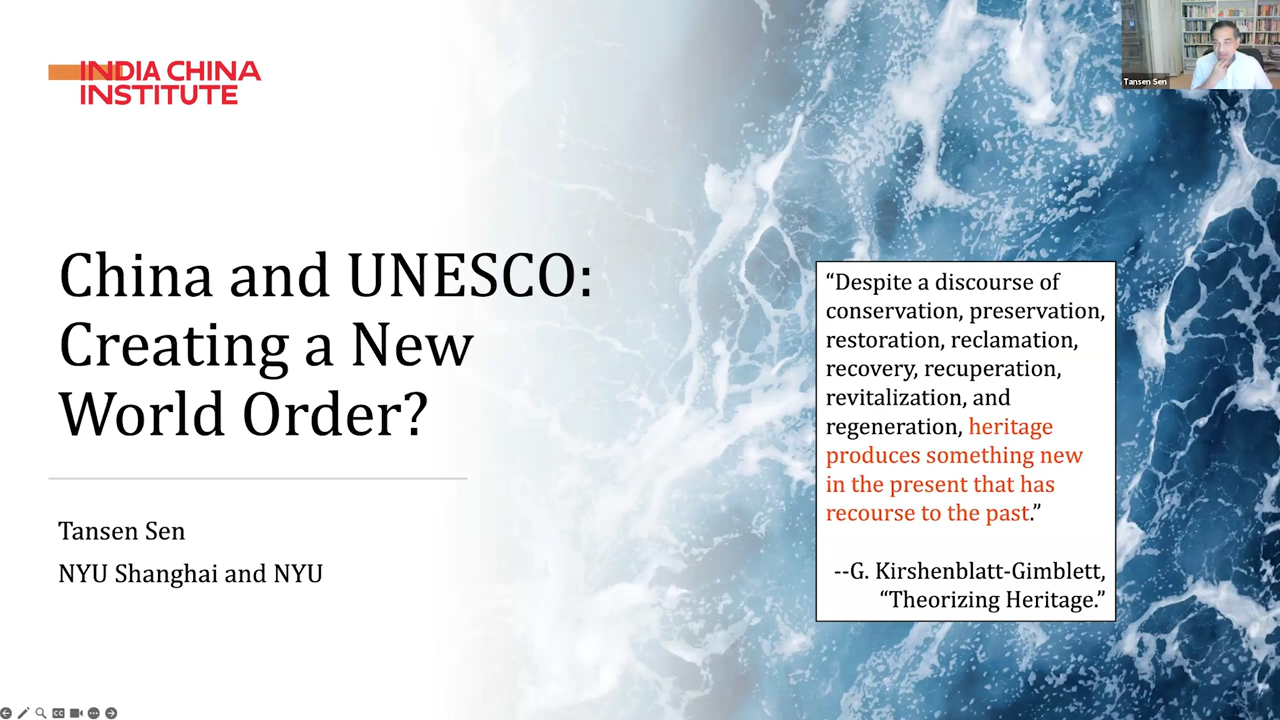 INDIA CHINA
INSTITUTE
Tansen Sen
China and UNESCO:
Creating a New
World Order?
Tansen Sen
NYU Shanghai and NYU
“Despite a discourse of
conservation, preservation,
restoration, reclamation,
recovery, recuperation,
revitalization, and
regeneration, heritage
produces something new
in the present that has
recourse to the past.”
--G. Kirshenblatt-Gimblett,
“Theorizing Heritage.”
CC